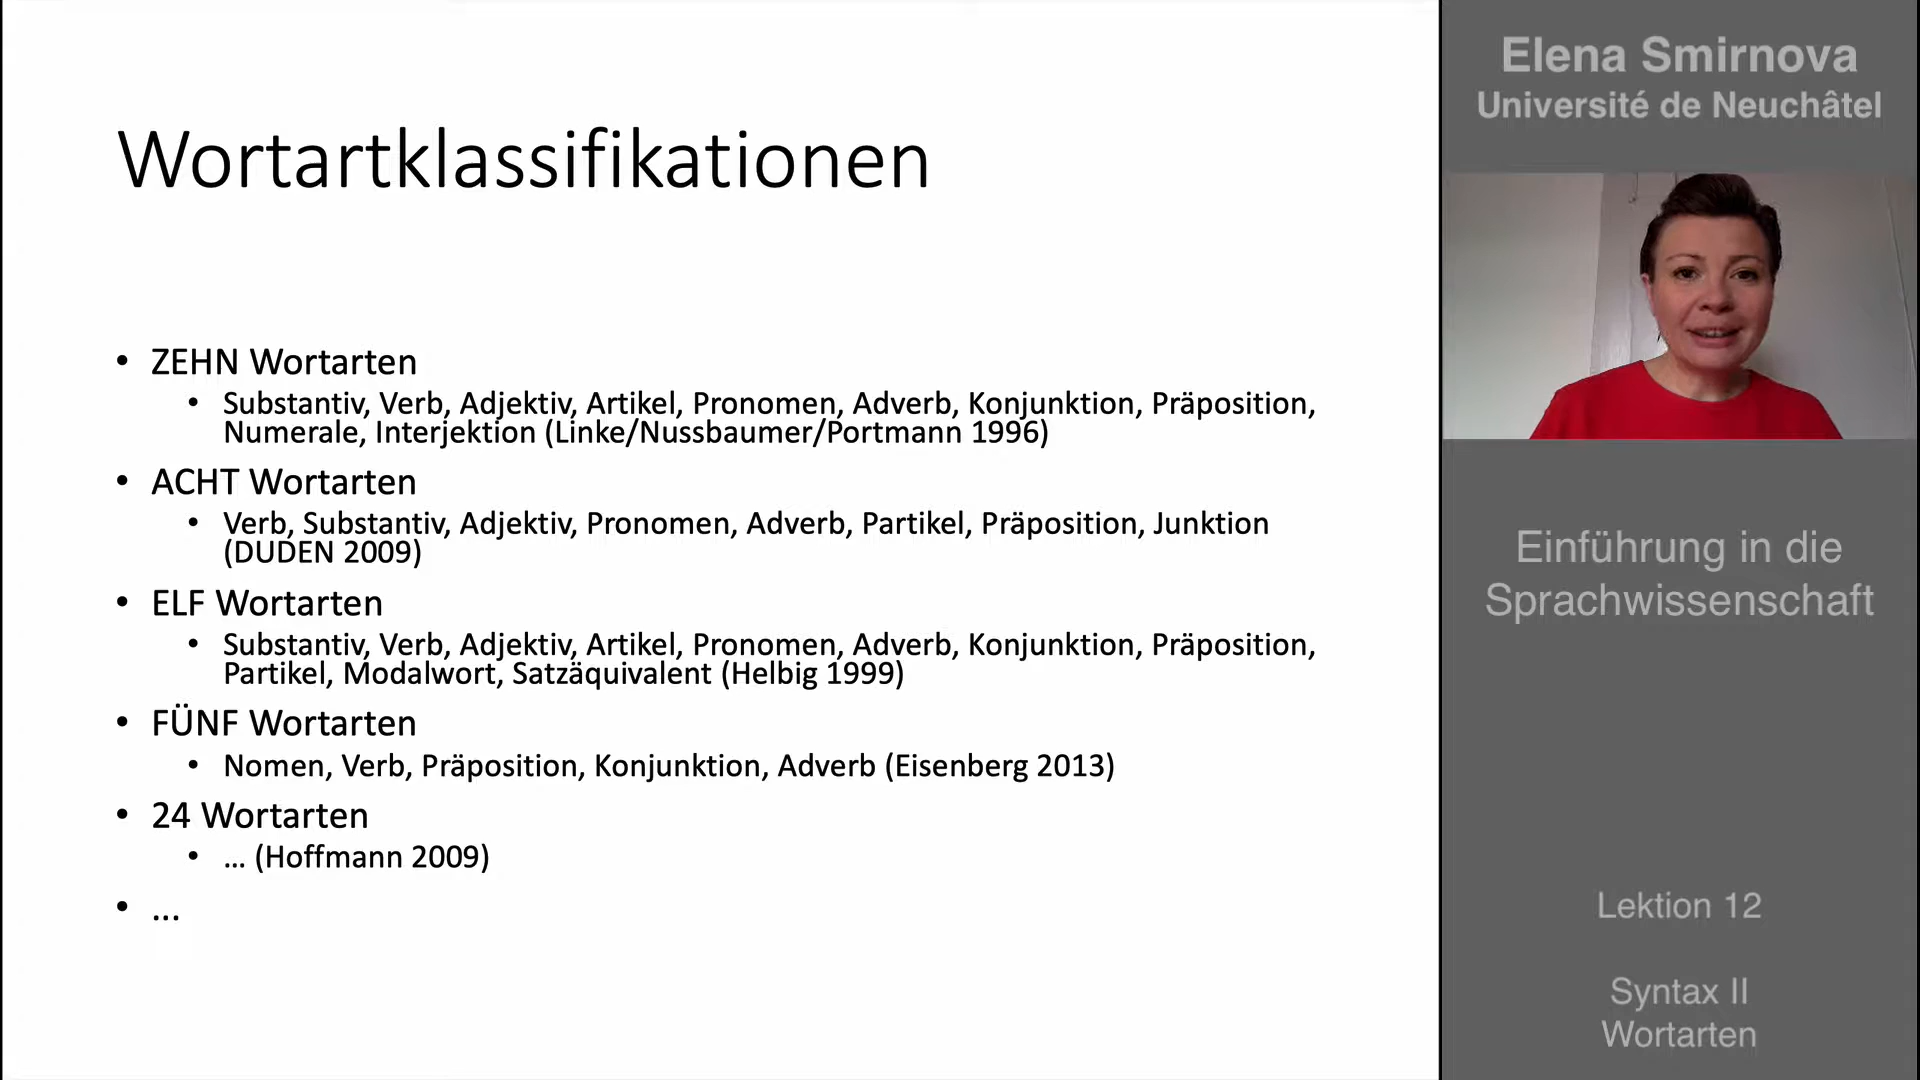 Wortartklassifikationen
• ZEHN Wortarten
• Substantiv, Verb, Adjektiv, Artikel, Pronomen, Adverb, Konjunktion, Präposition,
Numerale, Interjektion (Linke/Nussbaumer/Portmann 1996)
• ACHT Wortarten
• Verb, Substantiv, Adjektiv, Pronomen, Adverb, Partikel, Präposition, Junktion
(DUDEN 2009)
• ELF Wortarten
• Substantiv, Verb, Adjektiv, Artikel, Pronomen, Adverb, Konjunktion, Präposition,
Partikel, Modalwort, Satzäquivalent (Helbig 1999)
• FÜNF Wortarten
• Nomen, Verb, Präposition, Konjunktion, Adverb (Eisenberg 2013)
• 24 Wortarten
• ... (Hoffmann 2009)
• ...
Elena Smirnova
Université de Neuchâtel
Einführung in die
Sprachwissenschaft
Lektion 12
Syntax II
Wortarten